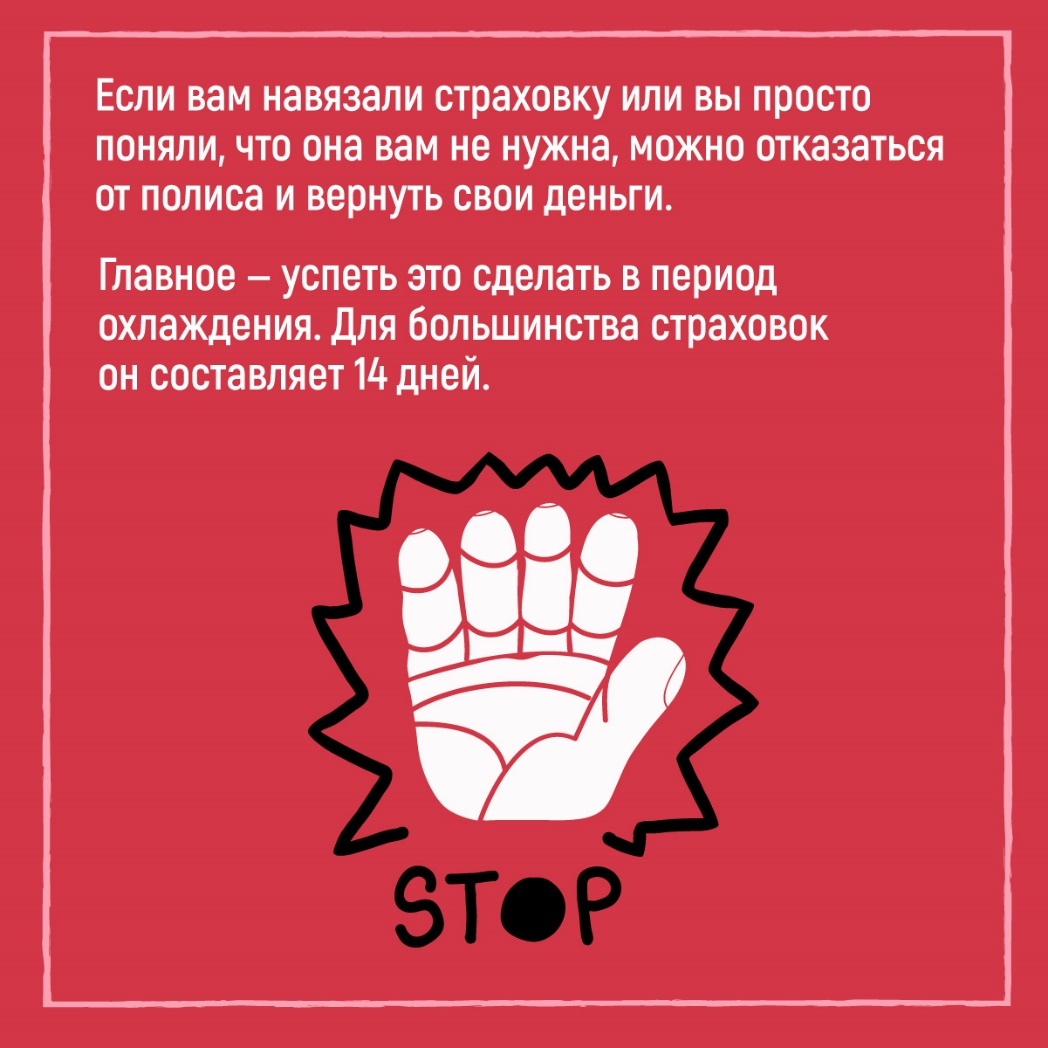 Если вам навязали страховку или вы просто
поняли, что она вам не нужна, можно отказаться
от полиса и вернуть свои деньги.
Главное – успеть это сделать в период
охлаждения. Для большинства страховок
он составляет 14 дней.
STOP